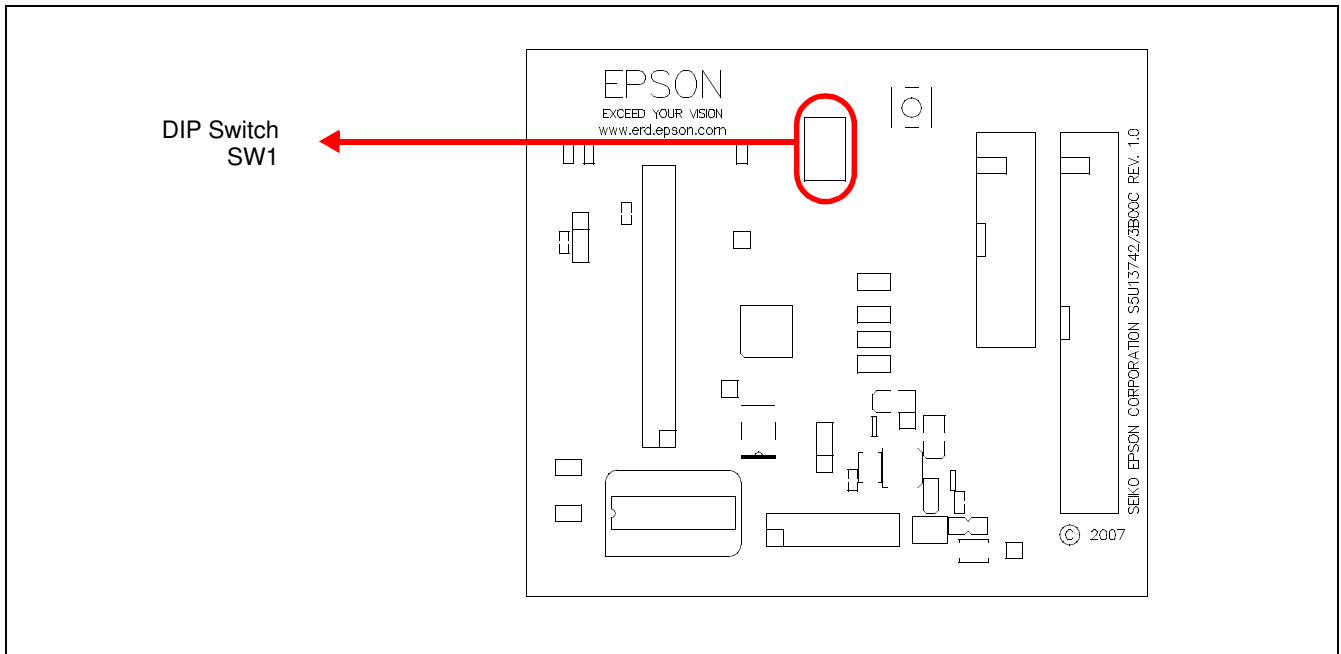 EPSON
EXCEED YOUR VISION
www.erd.epson.com
DIP Switch
SW1
SEIKO EPSON CORPORATION S5U13742/3B00C REV. 1.0
© 2007